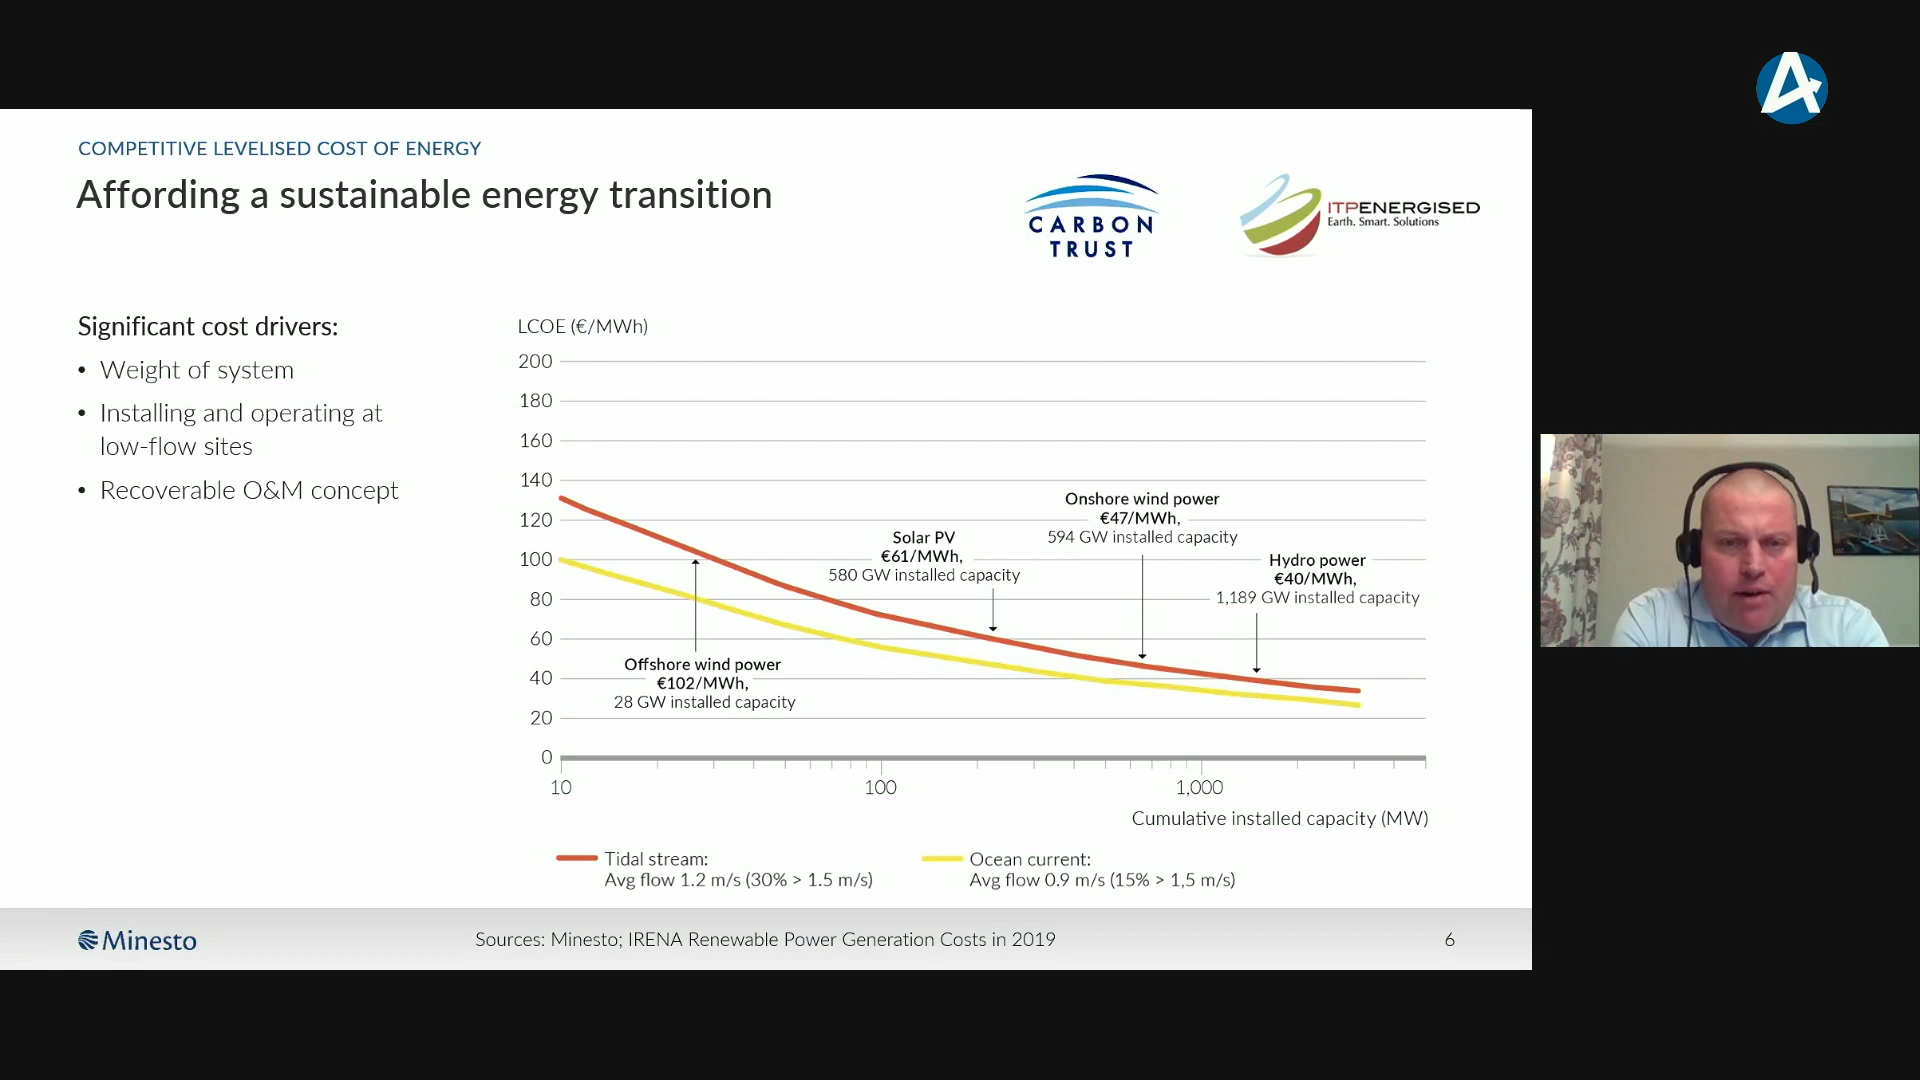 COMPETITIVE LEVELISED COST OF ENERGY
Affording a sustainable energy transition
CARBON
TRUST
ITPENERGISED
Earth. Smart. Solutions
Significant cost drivers:
• Weight of system
• Installing and operating at
low-flow sites
• Recoverable O&M concept
LCOE (€/MWh)
200
180
160
140
120
100
80
60
40
20
0
Offshore wind power
€102/MWh,
28 GW installed capacity
Solar PV
€61/MWh,
580 GW installed capacity
Onshore wind power
€47/MWh,
594 GW installed capacity
Hydro power
€40/MWh,
1,189 GW installed capacity
10
100
1,000
Cumulative installed capacity (MW)
Tidal stream:
Avg flow 1.2 m/s (30% > 1.5 m/s)
Ocean current:
Avg flow 0.9 m/s (15% > 1,5 m/s)
Minesto
Sources: Minesto; IRENA Renewable Power Generation Costs in 2019
6